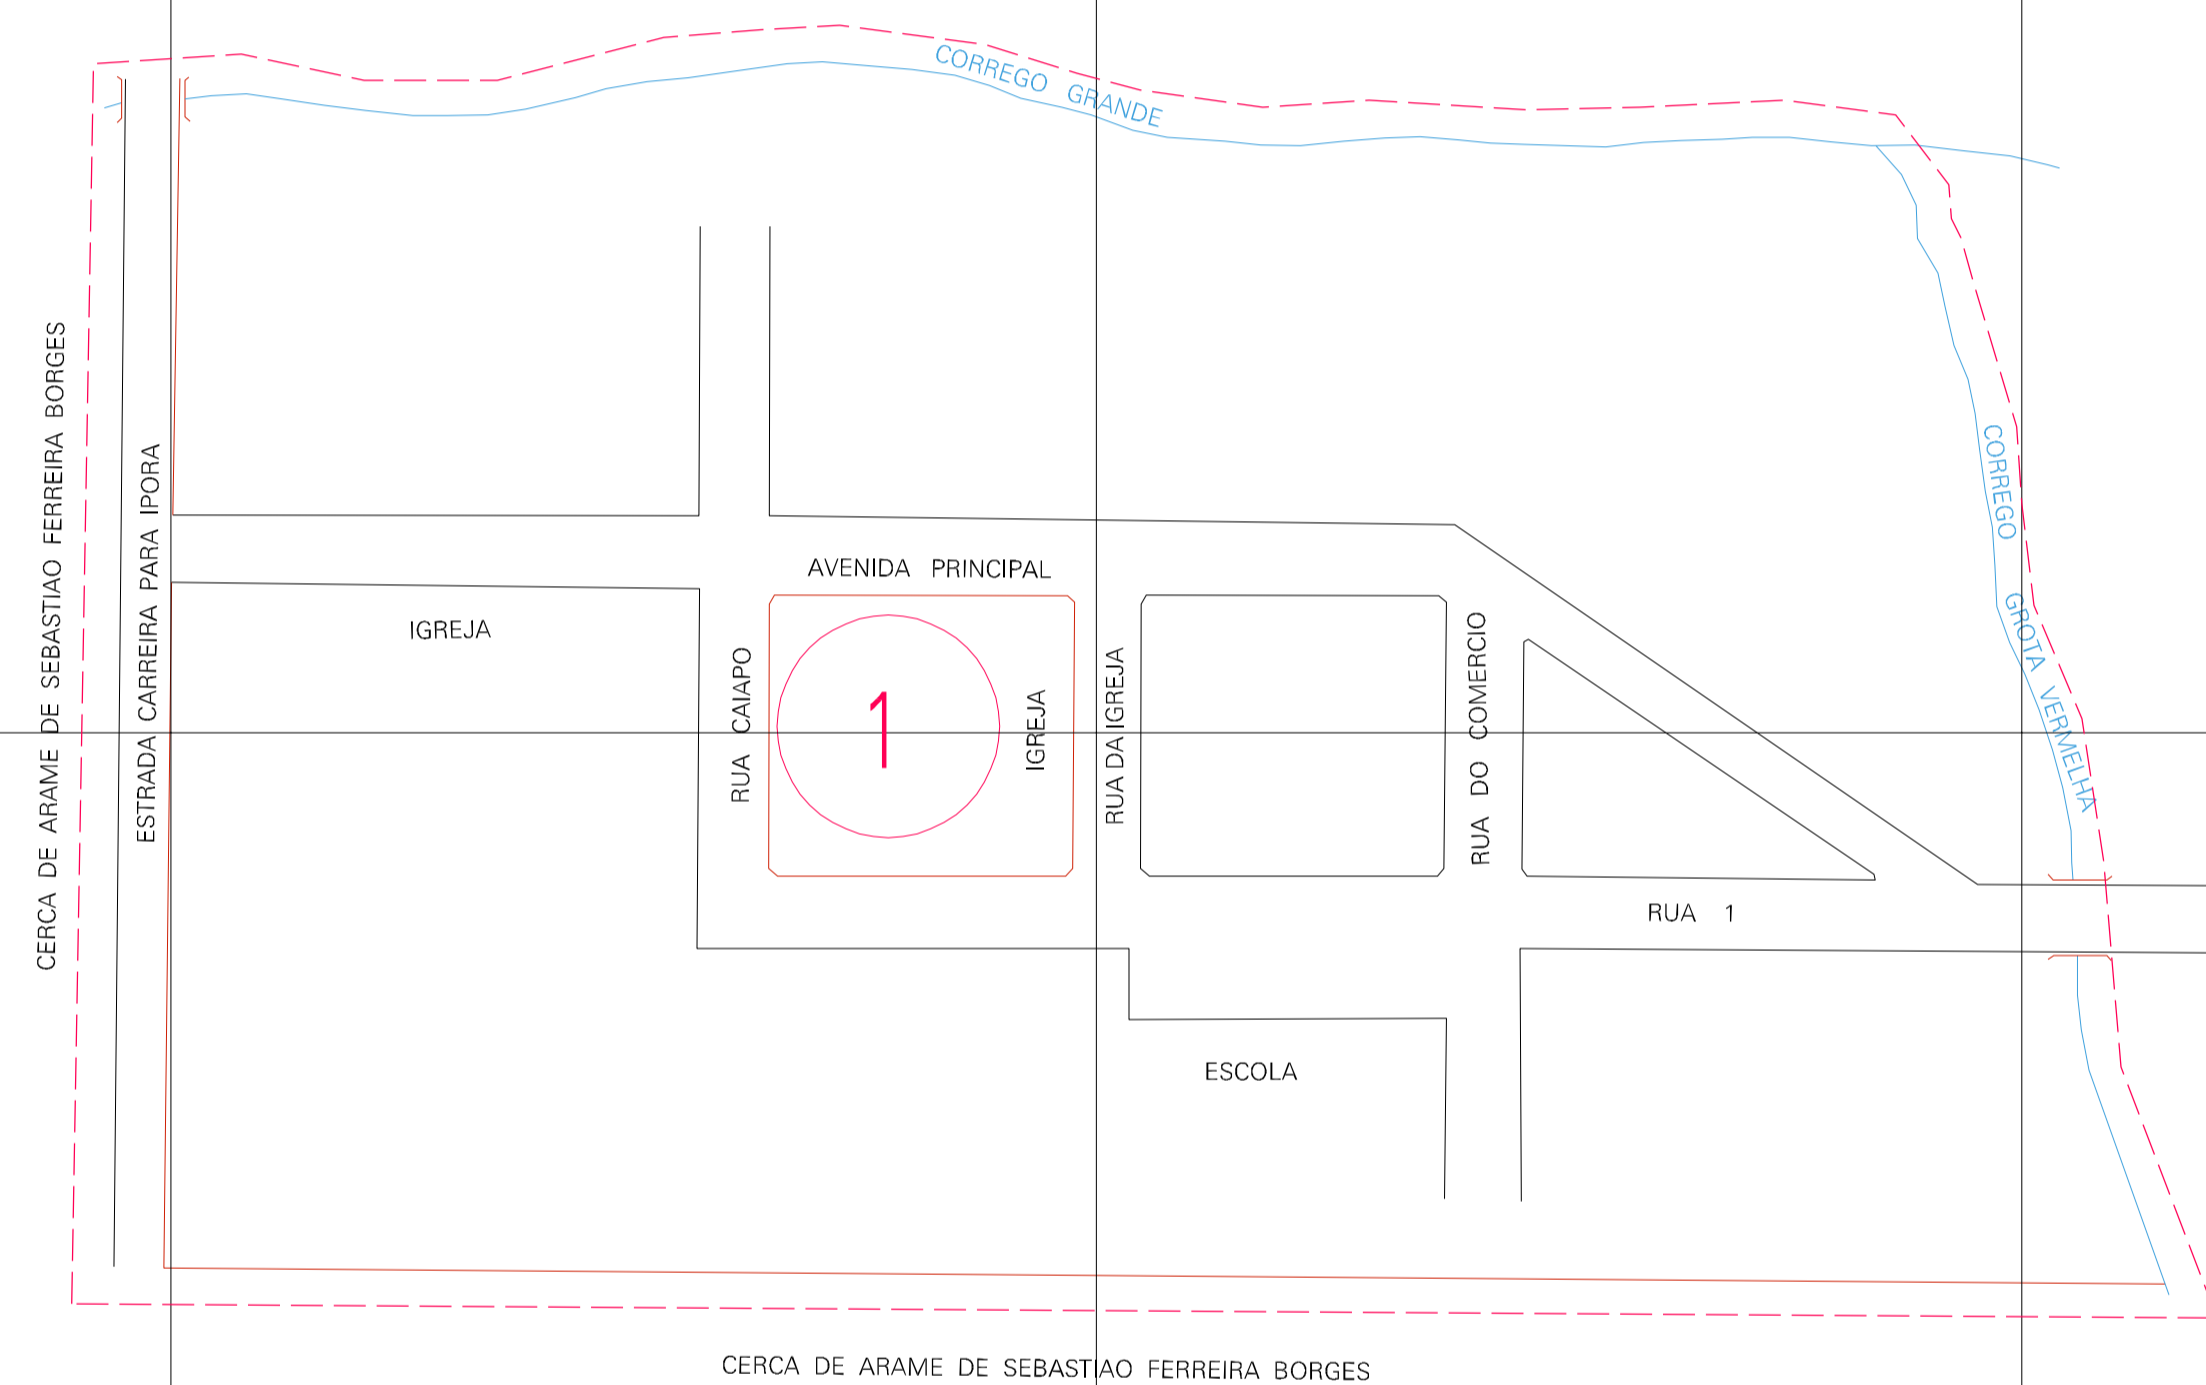 CORREGO GRANDE
CERCA DE ARAME DE SEBASTIAO FERREIRA BORGES
ESTRADA CARREIRA PARA IPORA
CORREGO GROTA VERMELHA
AVENIDA PRINCIPAL
IGREJA
RUA CAIAPO
1
IGREJA
RUA DA IGREJA
RUA DO COMERCIO
RUA 1
ESCOLA
CERCA DE ARAME DE SEBASTIAO FERREIRA BORGES